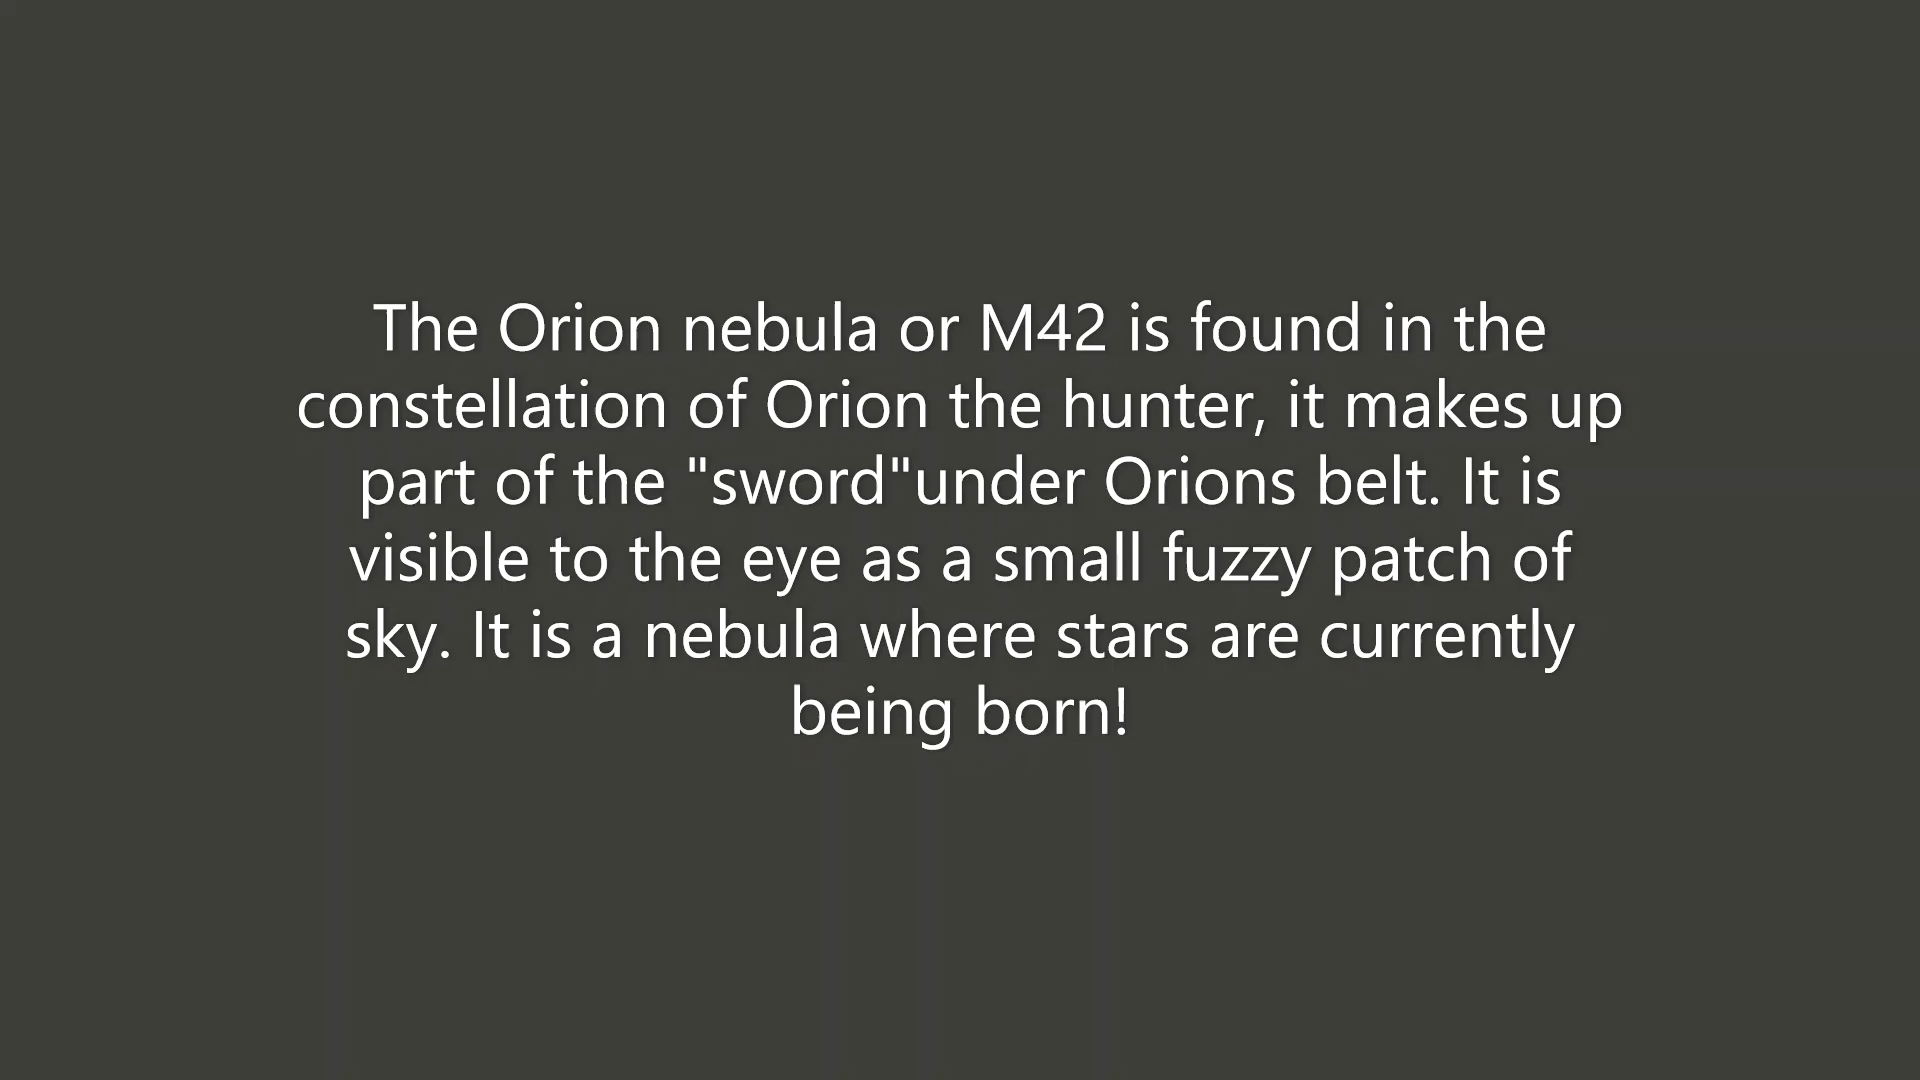 The Orion nebula or M42 is found in the
constellation of Orion the hunter, it makes up
part of the "sword"under Orions belt. It is
visible to the eye as a small fuzzy patch of
sky. It is a nebula where stars are currently
being born!